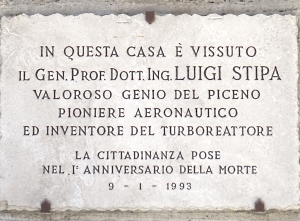 IN QUESTA CASA È VISSUTO
IL GEN. PROF. DOTT. ING. LUIGI STIPA
VALOROSO GENIO DEL PICENO
PIONIERE AERONAUTICO
ED INVENTORE DEL TURBOREATTORE
LA CITTADINANZA POSE
NEL I° ANNIVERSARIO DELLA MORTE
9 - 1 - 1993